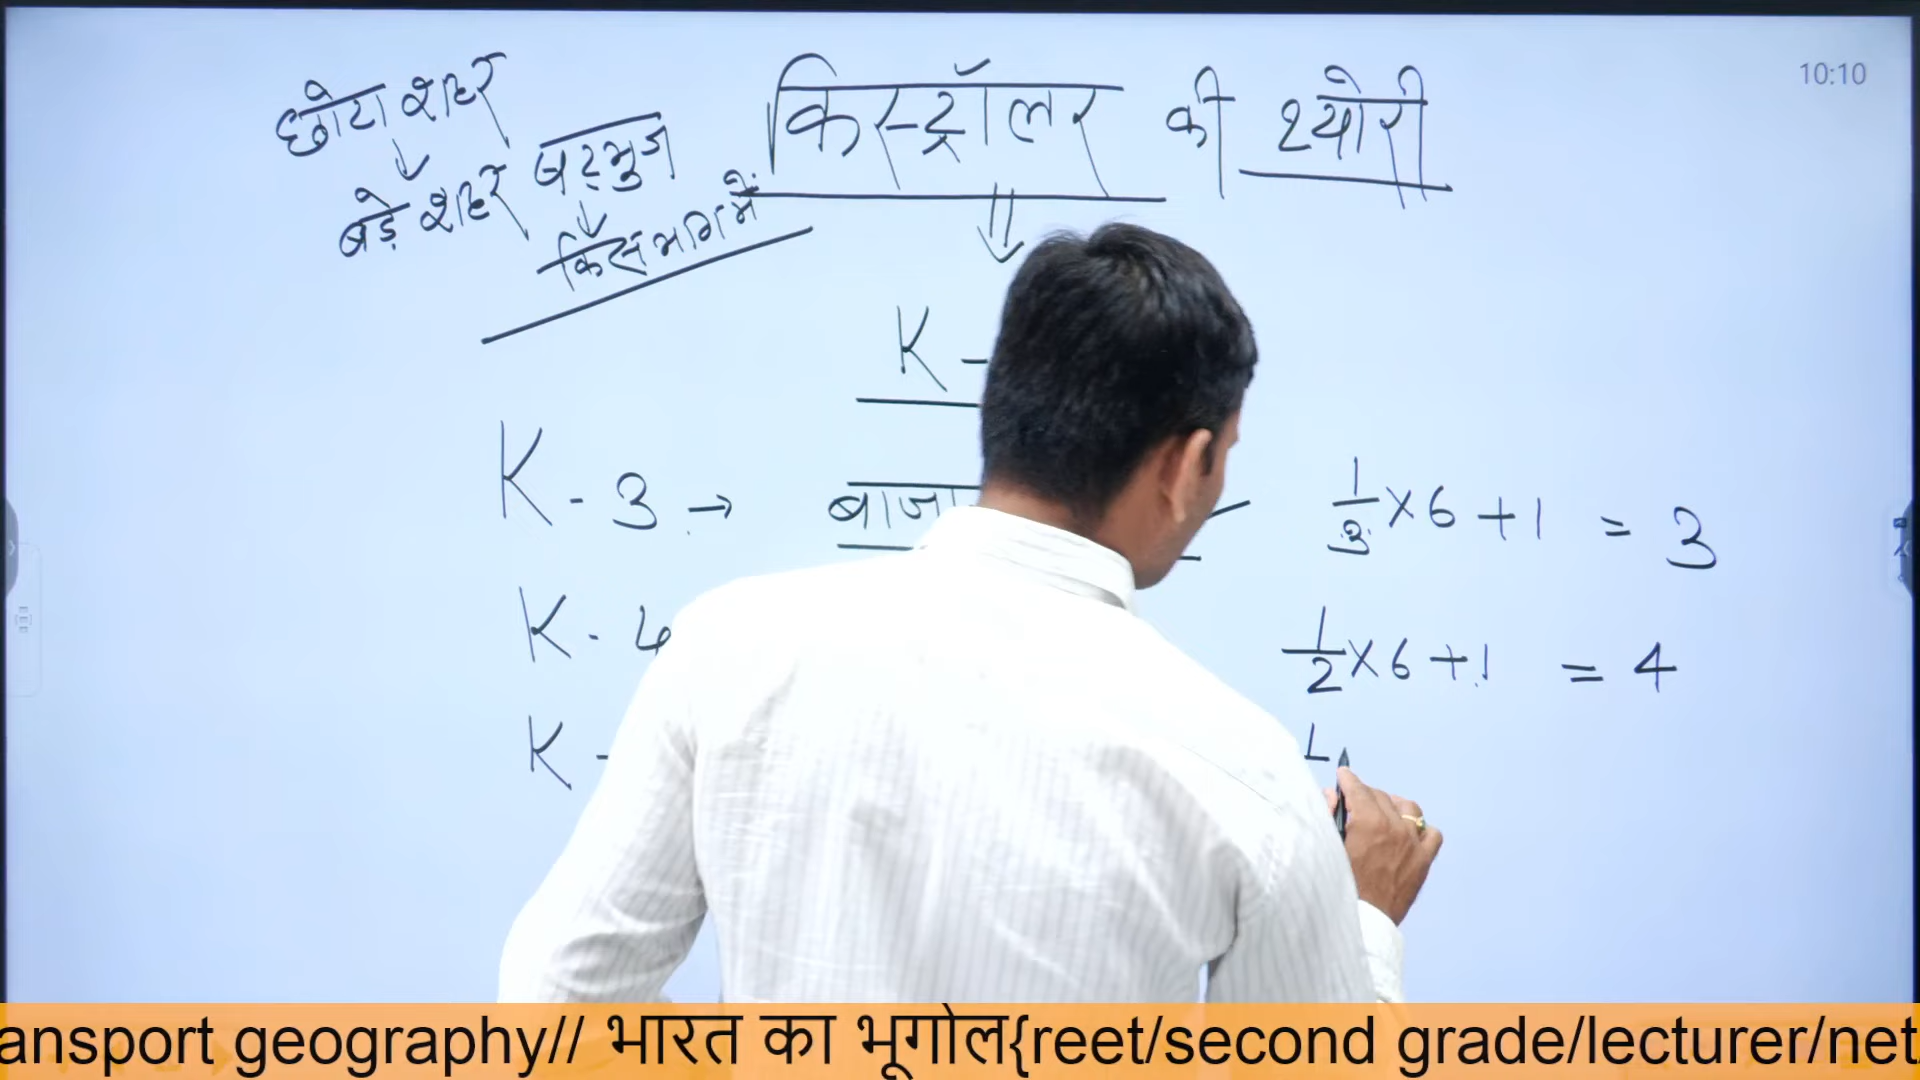 छोटा शहर
↓
बड़े शहर
षट्भुज
↓
किस भाग में
क्रिस्ट्रॉलर की थ्योरी
⇓
10:10
K -
K - 3 → बाजा 1/3 × 6 + 1 = 3
K - 4 1/2 × 6 + 1 = 4
K - 1
ansport geography// भारत का भूगोल{reet/second grade/lecturer/net